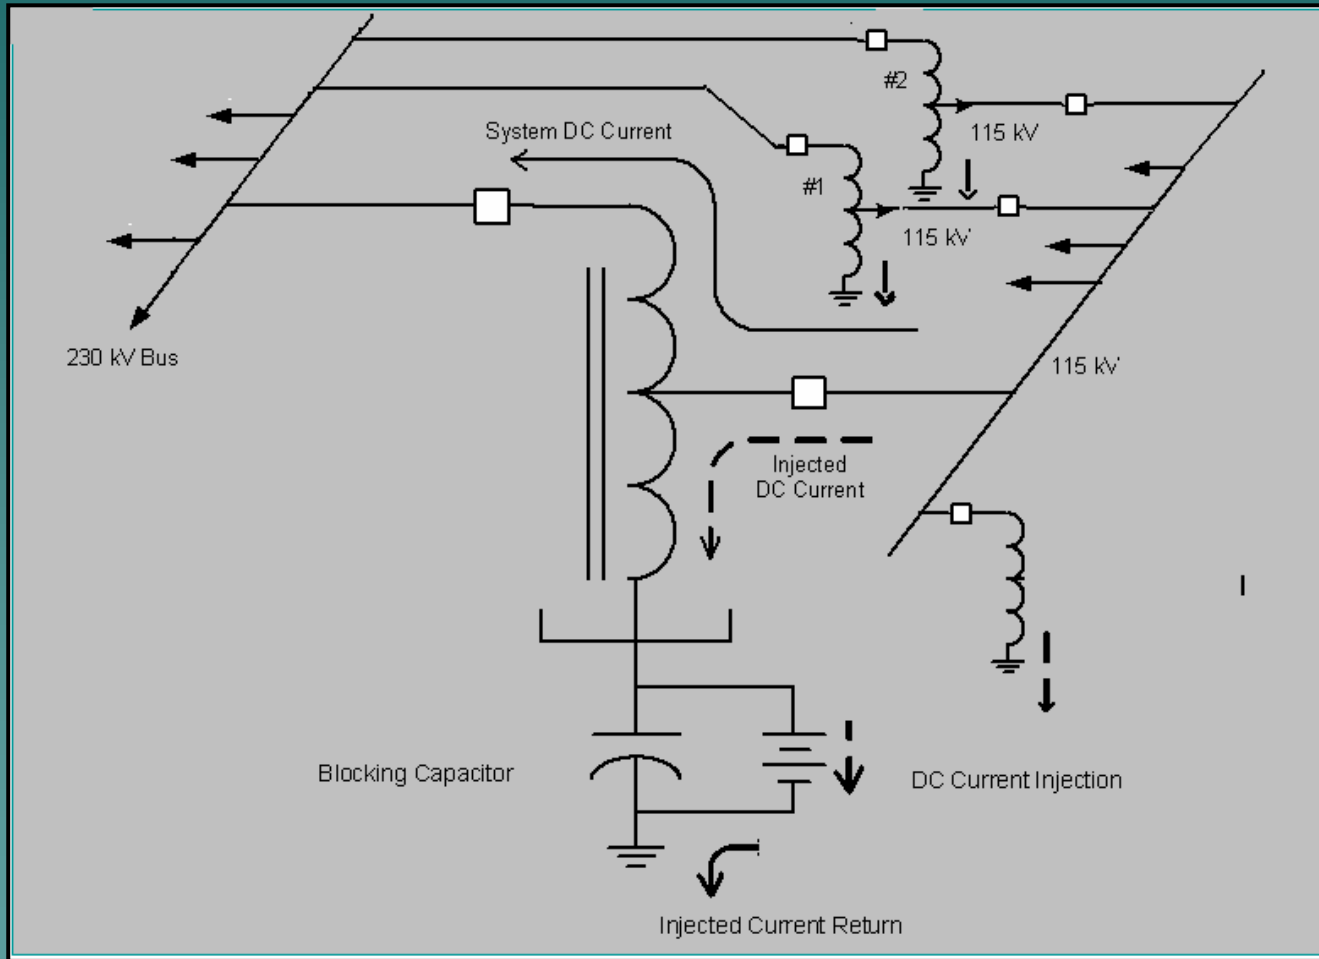 #2
System DC Current
115 kV
#1
115 kV
230 kV Bus
115 kV
Injected
DC Current
Blocking Capacitor
DC Current Injection
Injected Current Return